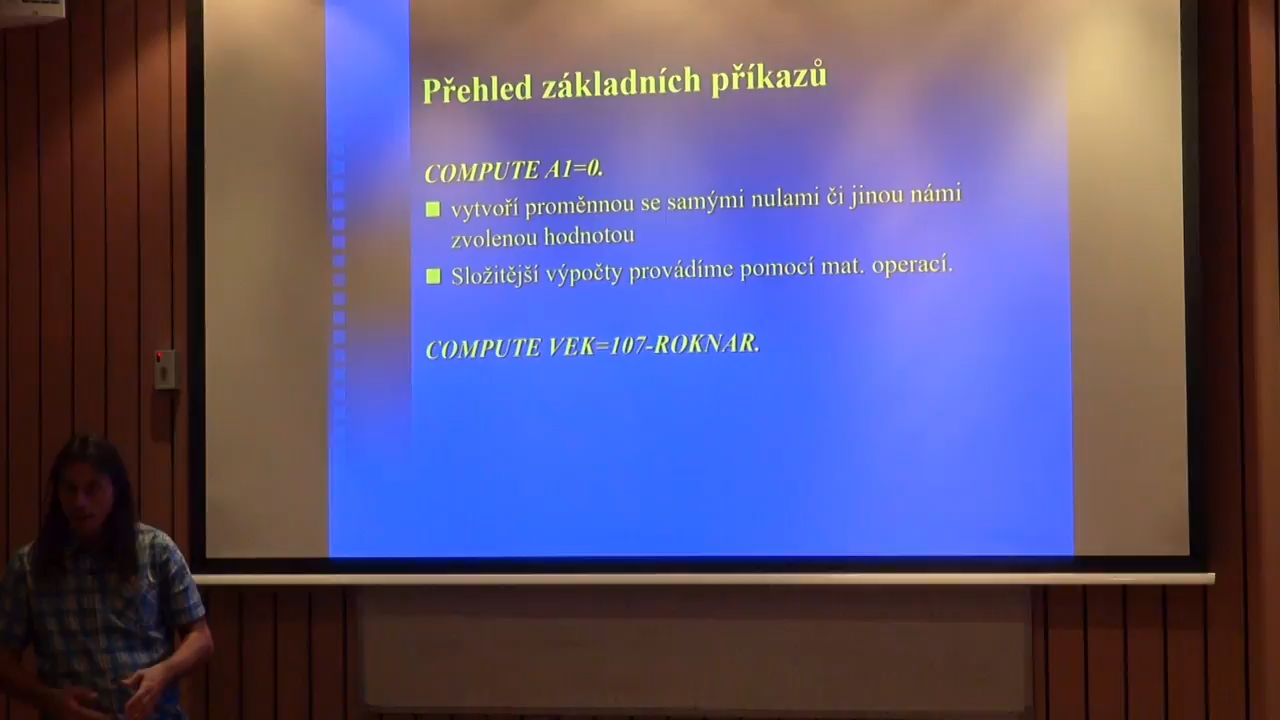 Přehled základních příkazů
COMPUTE A1=0.
vytvoří proměnnou se samými nulami či jinou námi
zvolenou hodnotou
Složitější výpočty provádíme pomocí mat. operací.
COMPUTE VEK=107-ROKNAR.